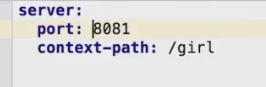 server:
  port: 8081
  context-path: /girl